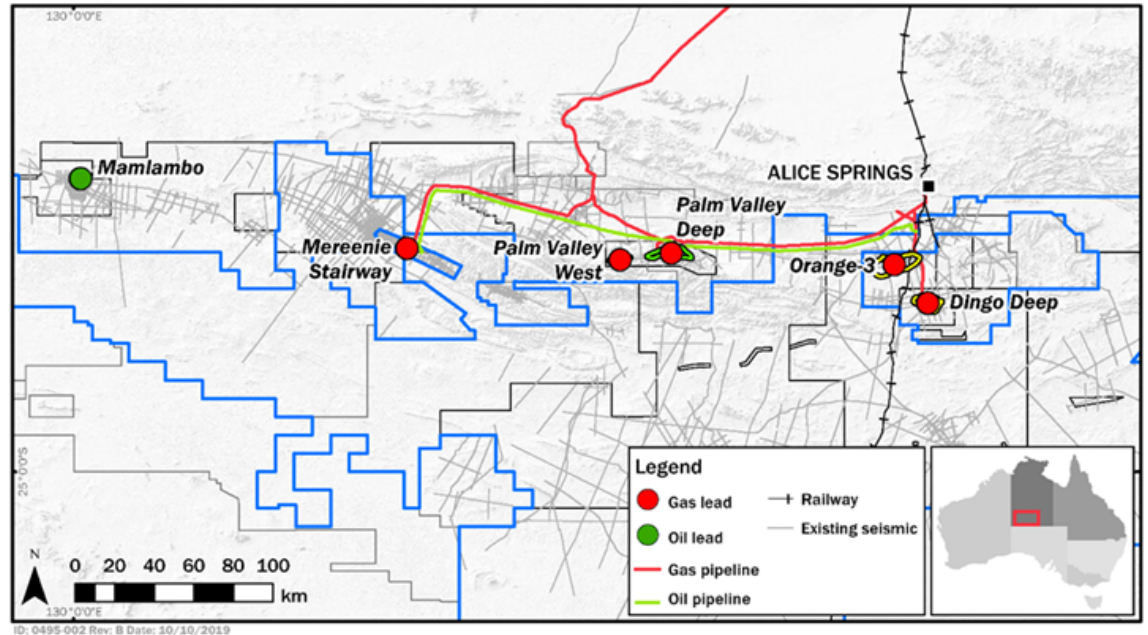 130°0'0"E
Mamlambo
ALICE SPRINGS
Palm Valley
Deep
Mereenie
Stairway
Palm Valley
West
Orange-3
Dingo Deep
25°0'0"S
N
0 20 40 60 80 100
km
130°0'0"E
Legend
Gas lead
Oil lead
Gas pipeline
Oil pipeline
Railway
Existing seismic
ID: 0495-002 Rev: B Date: 10/10/2019